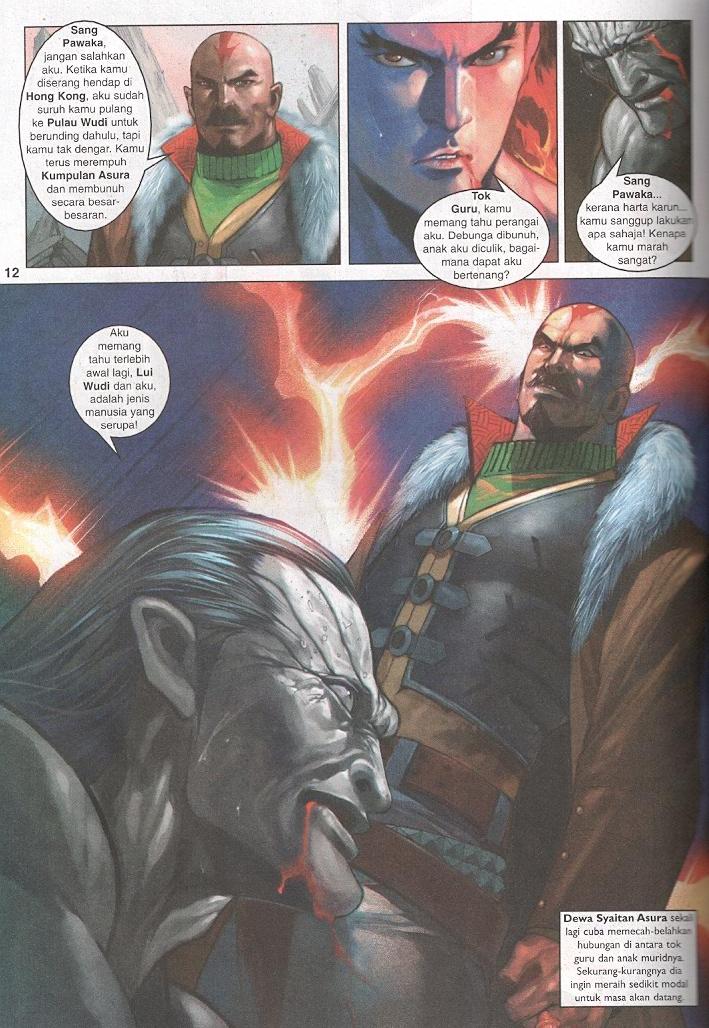 Sang
Pawaka,
jangan salahkan
aku. Ketika kamu
diserang hendap di
Hong Kong, aku sudah
suruh kamu pulang
ke Pulau Wudi untuk
berunding dahulu, tapi
kamu tak dengar. Kamu
terus merempuh
Kumpulan Asura
dan membunuh
secara besar-
besaran.
Tok
Guru, kamu
memang tahu perangai
aku. Debunga dibunuh,
anak aku diculik, bagai-
mana dapat aku
bertenang?
Sang
Pawaka...
kerana harta karun...
kamu sanggup lakukan
apa sahaja! Kenapa
kamu marah
sangat?
12
Aku
memang
tahu terlebih
awal lagi, Lui
Wudi dan aku,
adalah jenis
manusia yang
serupa!
Dewa Syaitan Asura sekali
lagi cuba memecah-belahkan
hubungan di antara tok
guru dan anak muridnya.
Sekurang-kurangnya dia
ingin meraih sedikit modal
untuk masa akan datang.